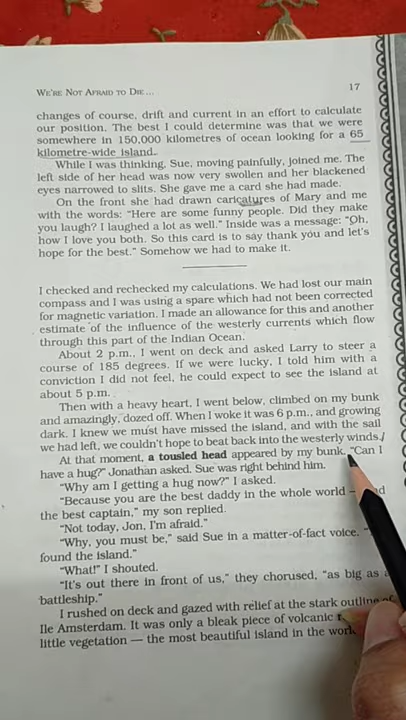 WE'RE NOT AFRAID TO DIE ...
17
changes of course, drift and current in an effort to calculate
our position. The best I could determine was that we were
somewhere in 150,000 kilometres of ocean looking for a 65
kilometre-wide island.
While I was thinking, Sue, moving painfully, joined me. The
left side of her head was now very swollen and her blackened
eyes narrowed to slits. She gave me a card she had made.
On the front she had drawn caricatures of Mary and me
with the words: “Here are some funny people. Did they make
you laugh? I laughed a lot as well.” Inside was a message: “Oh,
how I love you both. So this card is to say thank you and let's
hope for the best.” Somehow we had to make it.
I checked and rechecked my calculations. We had lost our main
compass and I was using a spare which had not been corrected
for magnetic variation. I made an allowance for this and another
estimate of the influence of the westerly currents which flow
through this part of the Indian Ocean.
About 2 p.m., I went on deck and asked Larry to steer a
course of 185 degrees. If we were lucky, I told him with a
conviction I did not feel, he could expect to see the island at
about 5 p.m.
Then with a heavy heart, I went below, climbed on my bunk
and amazingly, dozed off. When I woke it was 6 p.m., and growing
dark. I knew we must have missed the island, and with the sail
we had left, we couldn't hope to beat back into the westerly winds.
At that moment, a tousled head appeared by my bunk. “Can I
have a hug?” Jonathan asked. Sue was right behind him.
“Why am I getting a hug now?” I asked.
“Because you are the best daddy in the whole world –
the best captain,” my son replied.
“Not today, Jon, I'm afraid.”
“Why, you must be,” said Sue in a matter-of-fact voice.
found the island.”
“What!” I shouted.
“It's out there in front of us,” they chorused, “as big as a
battleship.”
I rushed on deck and gazed with relief at the stark outline of
Ile Amsterdam. It was only a bleak piece of volcanic
little vegetation — the most beautiful island in the